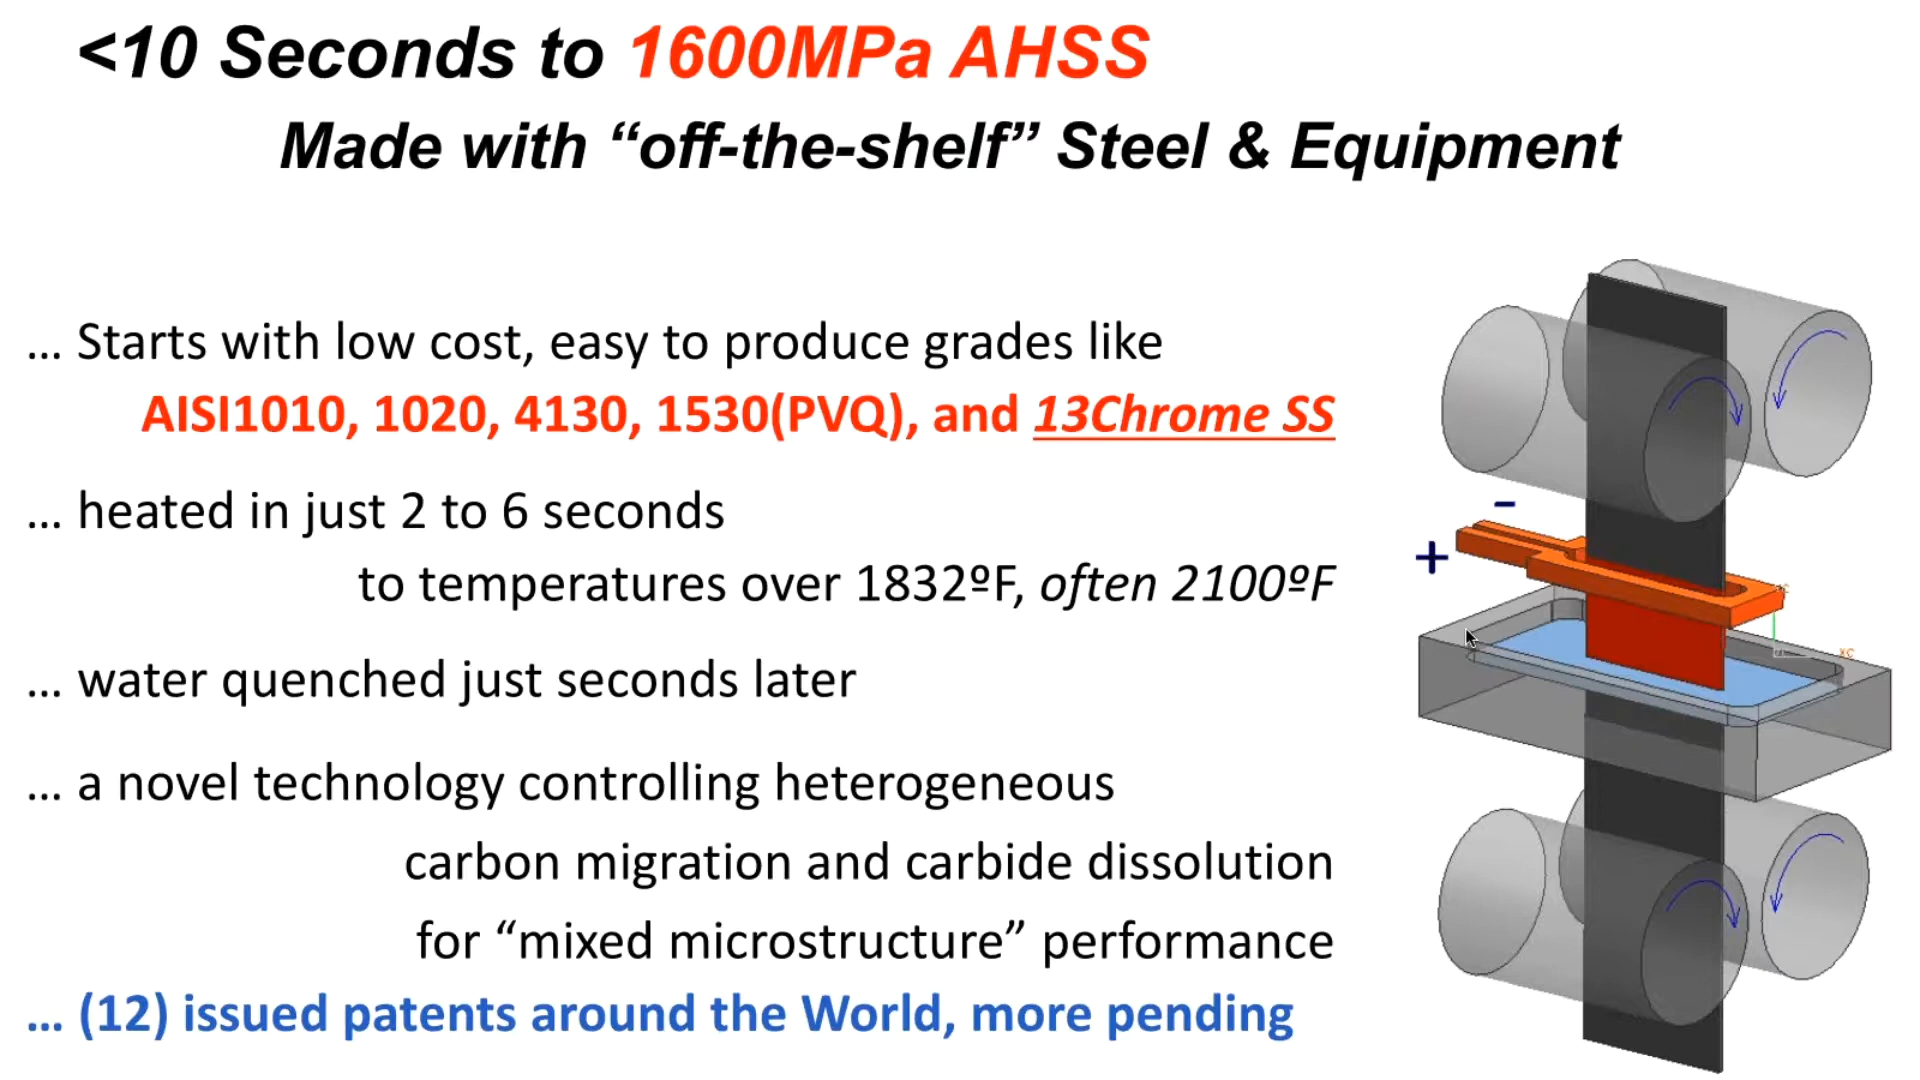 <10 Seconds to 1600MPa AHSS
Made with “off-the-shelf” Steel & Equipment
... Starts with low cost, easy to produce grades like
AISI1010, 1020, 4130, 1530(PVQ), and 13Chrome SS
... heated in just 2 to 6 seconds
to temperatures over 1832ºF, often 2100ºF
... water quenched just seconds later
... a novel technology controlling heterogeneous
carbon migration and carbide dissolution
for “mixed microstructure” performance
... (12) issued patents around the World, more pending
-
+
XC